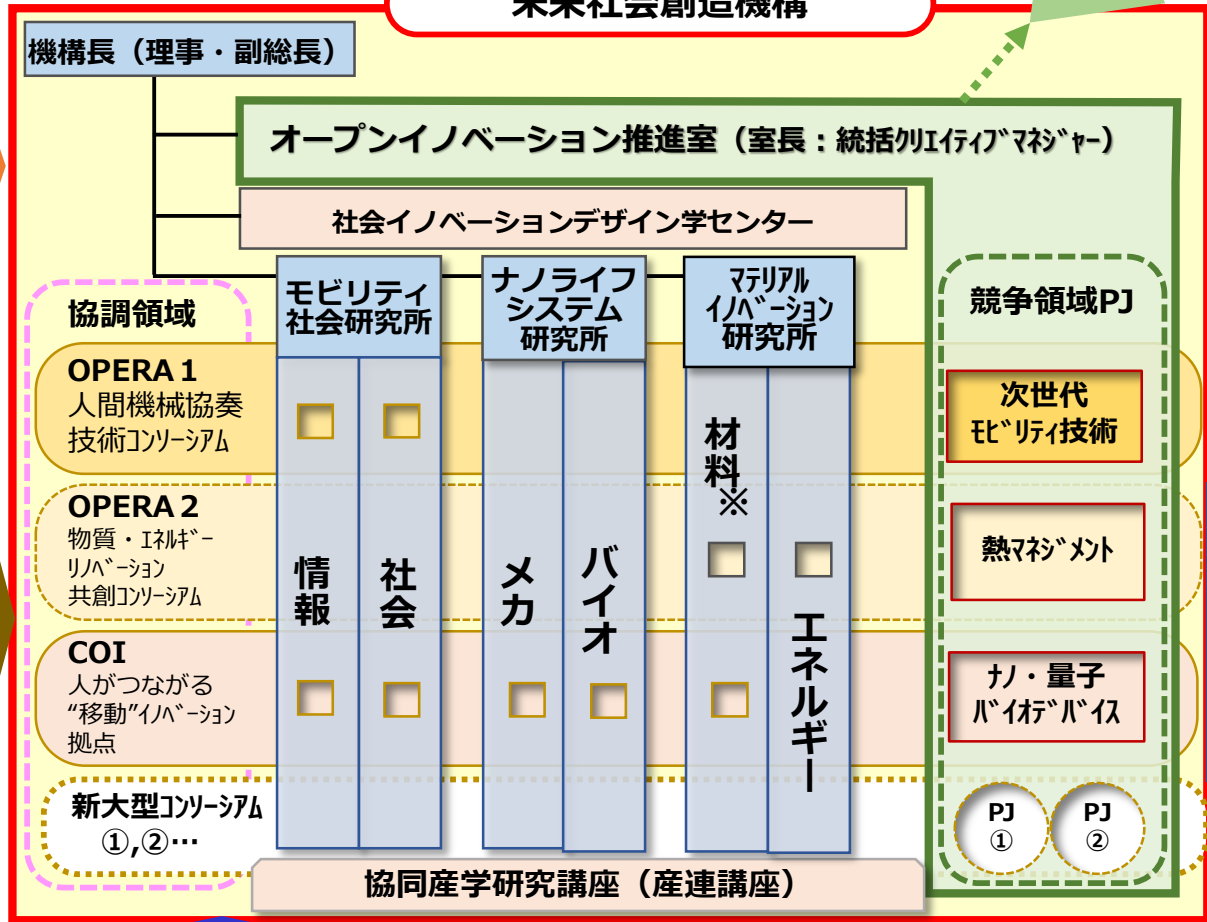 未来社会創造機構
機構長（理事・副総長）
オープンイノベーション推進室（室長：統括ｸﾘｴｲﾃｨﾌﾞﾏﾈｼﾞｬｰ）
社会イノベーションデザイン学センター
協調領域
モビリティ
社会研究所
ナノライフ
システム
研究所
ﾏﾃﾘｱﾙ
ｲﾉﾍﾞｰｼｮﾝ
研究所
競争領域PJ
OPERA１
人間機械協奏
技術ｺﾝｿｰｼｱﾑ
次世代
ﾓﾋﾞﾘﾃｨ技術
OPERA２
物質・ｴﾈﾙｷﾞｰ
ﾘﾉﾍﾞｰｼｮﾝ
共創ｺﾝｿｰｼｱﾑ
熱ﾏﾈｼﾞﾒﾝﾄ
COI
人がつながる
“移動”ｲﾉﾍﾞｰｼｮﾝ
拠点
ﾅﾉ・量子
ﾊﾞｲｵﾃﾞﾊﾞｲｽ
情報
社会
メカ
バイオ
材料※
エネルギー
新大型ｺﾝｿｰｼｱﾑ
①,②…
PJ
①
PJ
②
協同産学研究講座（産連講座）